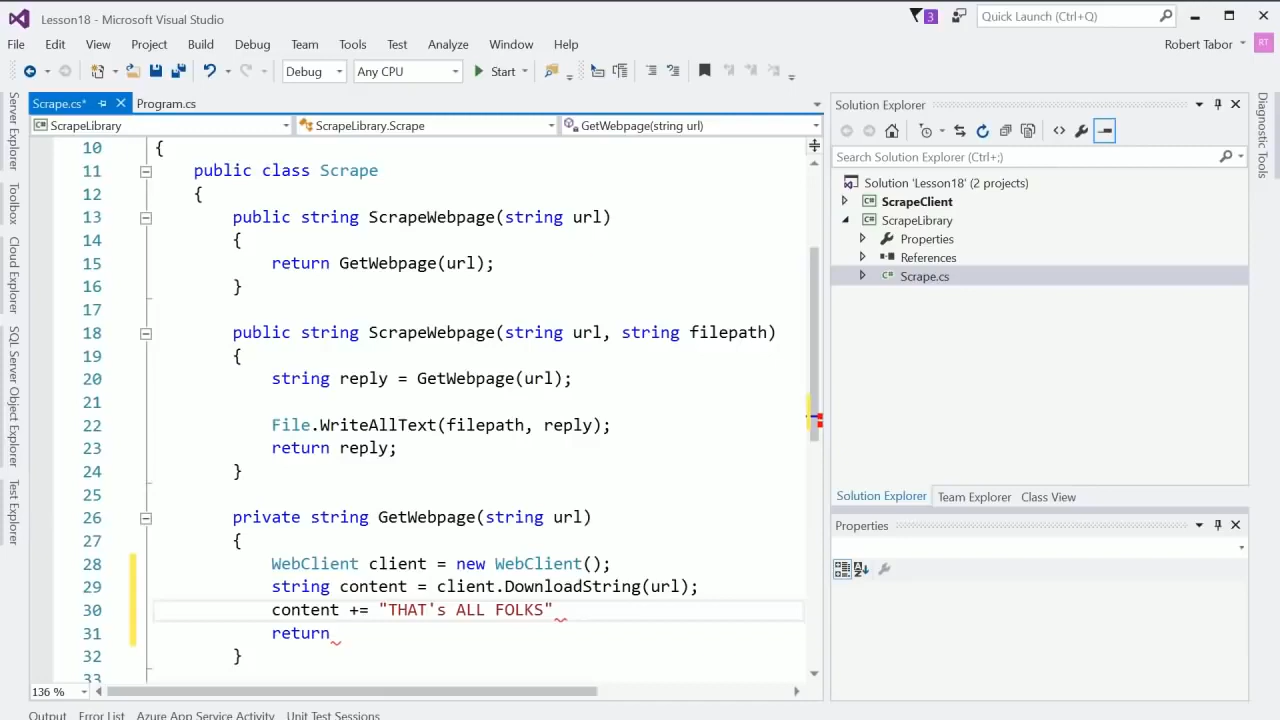 Lesson18 - Microsoft Visual Studio
3
Quick Launch (Ctrl+Q)
File Edit View Project Build Debug Team Tools Test Analyze Window Help
Robert Tabor
RT
Debug
Any CPU
Start
Scrape.cs*
Program.cs
ScrapeLibrary
ScrapeLibrary.Scrape
GetWebpage(string url)
Server Explorer
Toolbox
Cloud Explorer
SQL Server Object Explorer
Test Explorer
10 {
11 public class Scrape
12 {
13 public string ScrapeWebpage(string url)
14 {
15 return GetWebpage(url);
16 }
17
18 public string ScrapeWebpage(string url, string filepath)
19 {
20 string reply = GetWebpage(url);
21
22 File.WriteAllText(filepath, reply);
23 return reply;
24 }
25
26 private string GetWebpage(string url)
27 {
28 WebClient client = new WebClient();
29 string content = client.DownloadString(url);
30 content += "THAT's ALL FOLKS"
31 return
32 }
33
136 %
Solution Explorer
Search Solution Explorer (Ctrl+;)
Solution 'Lesson18' (2 projects)
ScrapeClient
ScrapeLibrary
Properties
References
Scrape.cs
Solution Explorer Team Explorer Class View
Properties
Diagnostic Tools
Output Error List Azure App Service Activity Unit Test Sessions